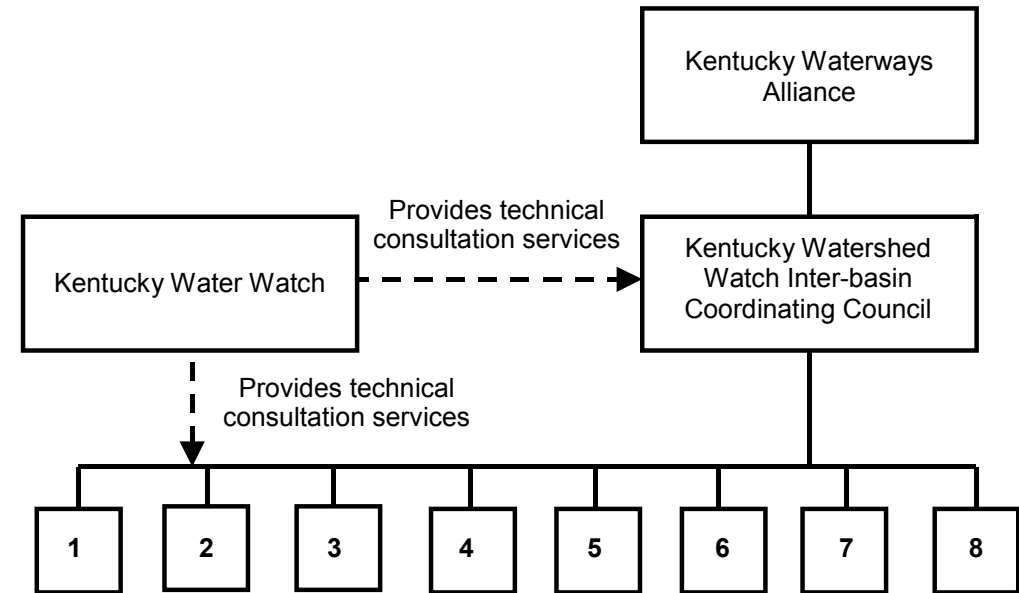 Kentucky Waterways
Alliance
Provides technical
consultation services
Kentucky Water Watch
Kentucky Watershed
Watch Inter-basin
Coordinating Council
Provides technical
consultation services
1 2 3 4 5 6 7 8